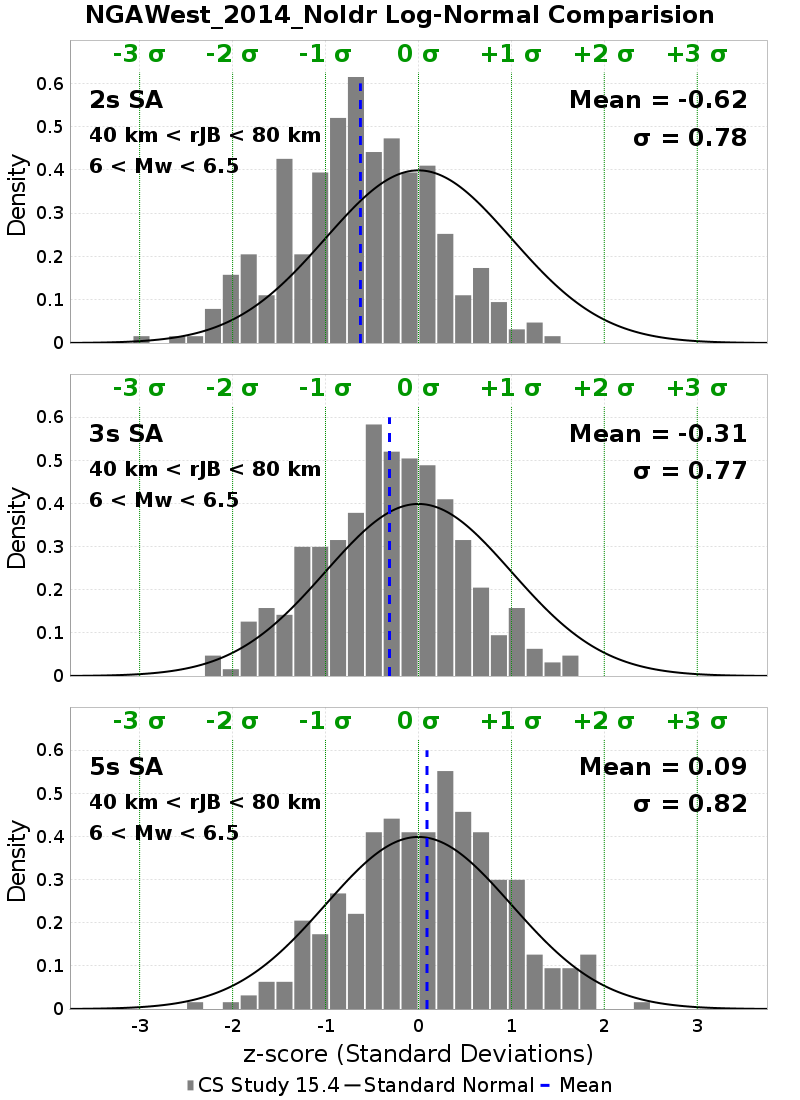 NGAWest_2014_NoIdr Log-Normal Comparision
-3 σ -2 σ -1 σ 0 σ +1 σ +2 σ +3 σ
2s SA
Mean = -0.62
40 km < rJB < 80 km
σ = 0.78
6 < Mw < 6.5
Density
0.6
0.5
0.4
0.3
0.2
0.1
0
-3 σ -2 σ -1 σ 0 σ +1 σ +2 σ +3 σ
3s SA
Mean = -0.31
40 km < rJB < 80 km
σ = 0.77
6 < Mw < 6.5
Density
0.6
0.5
0.4
0.3
0.2
0.1
0
-3 σ -2 σ -1 σ 0 σ +1 σ +2 σ +3 σ
5s SA
Mean = 0.09
40 km < rJB < 80 km
σ = 0.82
6 < Mw < 6.5
Density
0.6
0.5
0.4
0.3
0.2
0.1
0
-3 -2 -1 0 1 2 3
z-score (Standard Deviations)
CS Study 15.4 Standard Normal Mean